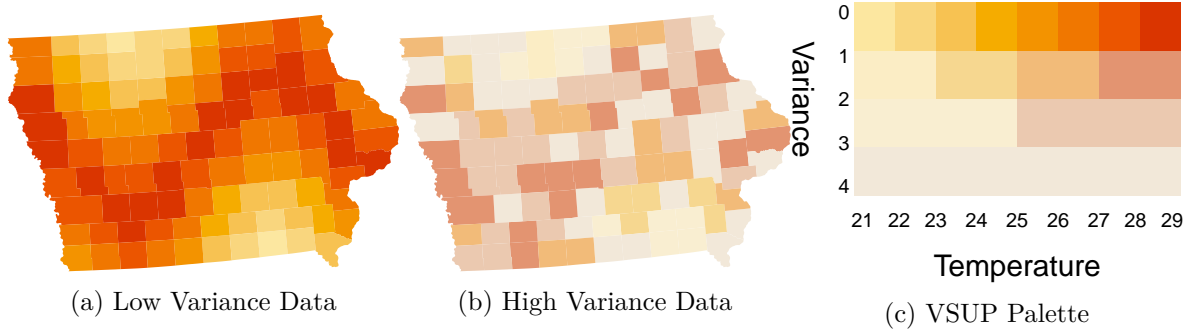 0
1
2
3
4
Variance
21 22 23 24 25 26 27 28 29
Temperature
(a) Low Variance Data
(b) High Variance Data
(c) VSUP Palette